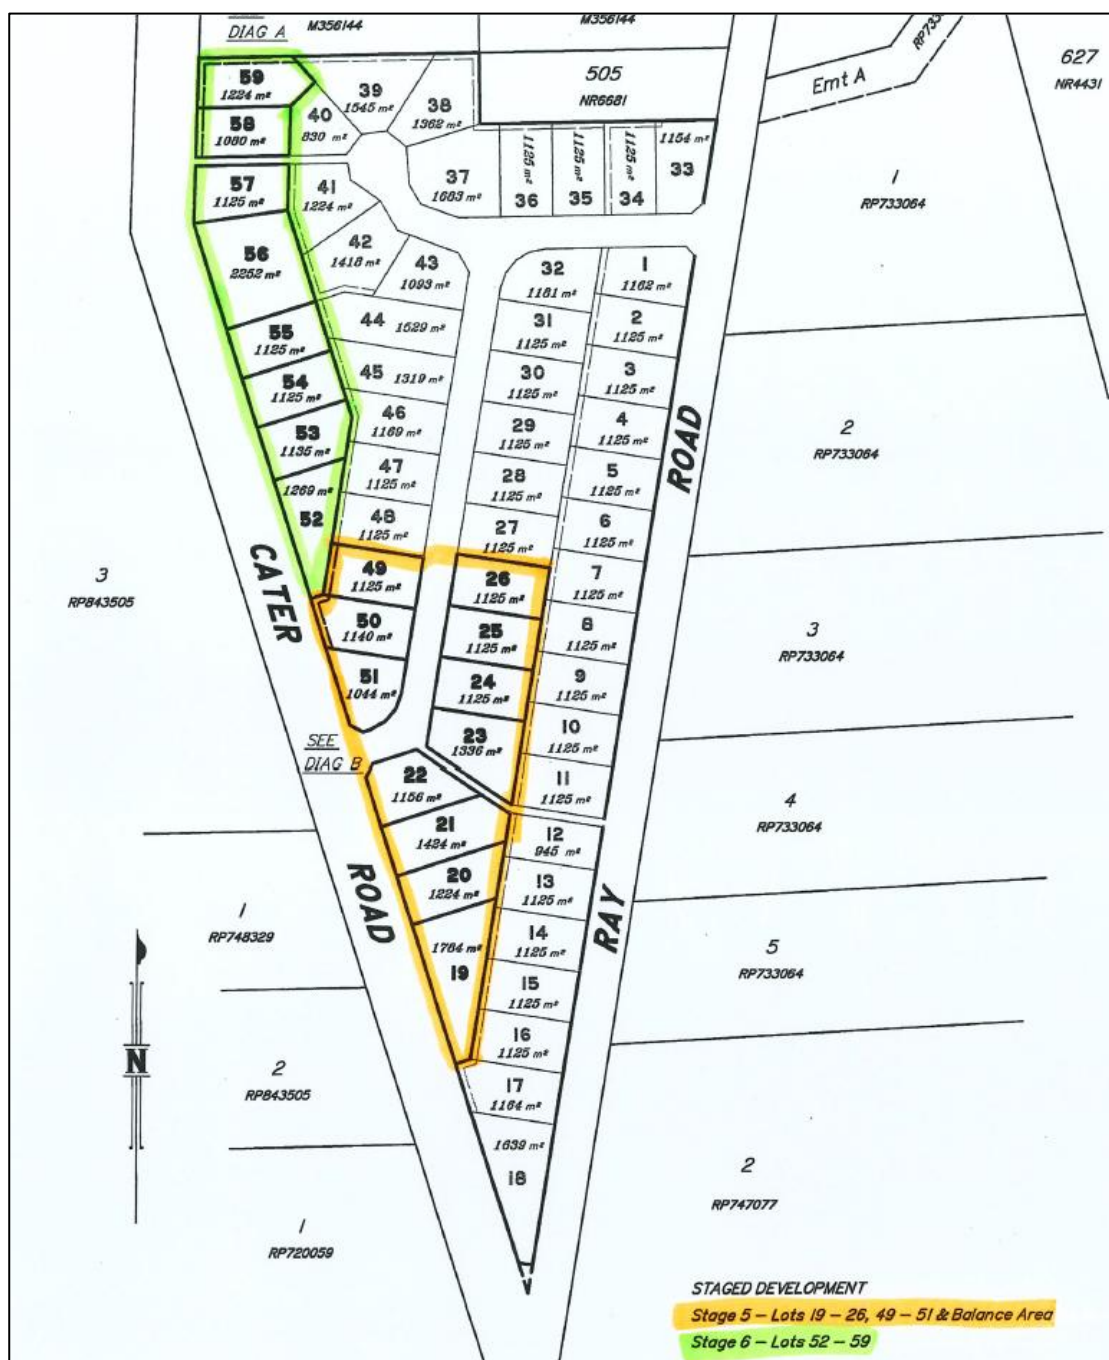 DIAG A
M356144
M356144
59
1224 m²
58
1080 m²
57
1125 m²
56
2252 m²
55
1125 m²
54
1125 m²
53
1135 m²
1269 m²
52
39
1545 m²
38
1362 m²
40
830 m²
41
1224 m²
37
1683 m²
42
1418 m²
43
1093 m²
505
NR6681
1125 m²
36
1125 m²
35
1125 m²
34
1154 m²
33
Emt A
627
NR4431
1
RP733064
32
1181 m²
1
1162 m²
31
1125 m²
2
1125 m²
30
1125 m²
3
1125 m²
29
1125 m²
4
1125 m²
28
1125 m²
5
1125 m²
27
1125 m²
6
1125 m²
44
1529 m²
45
1319 m²
46
1169 m²
47
1125 m²
48
1125 m²
49
1125 m²
50
1140 m²
51
1044 m²
26
1125 m²
25
1125 m²
24
1125 m²
23
1336 m²
7
1125 m²
8
1125 m²
9
1125 m²
10
1125 m²
11
1125 m²
ROAD
2
RP733064
3
RP733064
3
RP843505
CATER
SEE
DIAG B
22
1156 m²
21
1424 m²
20
1224 m²
1764 m²
19
12
945 m²
13
1125 m²
14
1125 m²
15
1125 m²
16
1125 m²
17
1164 m²
1639 m²
18
ROAD
RAY
4
RP733064
5
RP733064
1
RP748329
N
2
RP843505
1
RP720059
2
RP747077
STAGED DEVELOPMENT
Stage 5 – Lots 19 – 26, 49 – 51 & Balance Area
Stage 6 – Lots 52 – 59